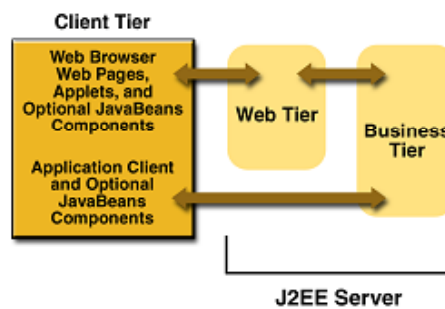 Client Tier
Web Browser
Web Pages,
Applets, and
Optional JavaBeans
Components
Application Client
and Optional
JavaBeans
Components
Web Tier
Business
Tier
J2EE Server